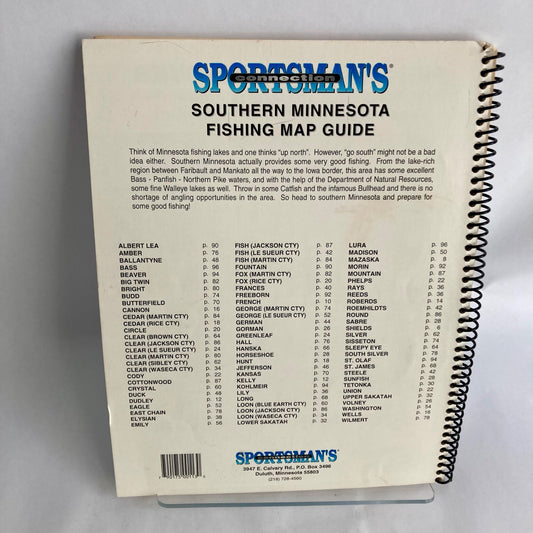 SPORTSMAN'S®
connection
SOUTHERN MINNESOTA
FISHING MAP GUIDE
Think of Minnesota fishing lakes and one thinks "up north". However, "go south" might not be a bad
idea either. Southern Minnesota actually provides some very good fishing. From the lake-rich
region between Faribault and Mankato all the way to the Iowa border, this area has some excellent
Bass - Panfish - Northern Pike waters, and with the help of the Department of Natural Resources,
some fine Walleye lakes as well. Throw in some Catfish and the infamous Bullhead and there is no
shortage of angling opportunities in the area. So head to southern Minnesota and prepare for
some good fishing!
ALBERT LEA p. 90
AMBER p. 76
BALLANTYNE p. 48
BASS p. 96
BEAVER p. 94
BIG TWIN p. 82
BRIGHT p. 80
BUDD p. 74
BUTTERFIELD p. 70
CANNON p. 16
CEDAR (MARTIN CTY) p. 84
CEDAR (RICE CTY) p. 18
CIRCLE p. 20
CLEAR (BROWN CTY) p. 64
CLEAR (JACKSON CTY) p. 86
CLEAR (LE SUEUR CTY) p. 24
CLEAR (MARTIN CTY) p.
CLEAR (SIBLEY CTY) p. 62
CLEAR (WASECA CTY) p. 34
CODY p. 22
COTTONWOOD p. 87
CRYSTAL p. 60
DUCK p. 48
DUDLEY p. 12
EAGLE p. 52
EAST CHAIN p. 78
ELYSIAN p. 38
EMILY p. 56
FISH (JACKSON CTY) p. 87
FISH (LE SUEUR CTY) p. 42
FISH (MARTIN CTY) p. 84
FOUNTAIN p. 90
FOX (MARTIN CTY) p. 82
FOX (RICE CTY) p. 20
FRANCES p. 40
FREEBORN p. 92
FRENCH p. 10
GEORGE (MARTIN CTY) p. 74
GEORGE (LE SUEUR CTY) p. 52
GERMAN p. 44
GORMAN p. 26
GREENLEAF p. 24
HALL p. 76
HANSKA p. 66
HORSESHOE p. 28
HUNT p. 18
JEFFERSON p. 46
KANSAS p. 70
KELLY p. 12
KOHLMEIR p. 94
LILY p. 36
LONG p. 68
LOON (BLUE EARTH CTY) p. 60
LOON (JACKSON CTY) p. 88
LOON (WASECA CTY) p. 34
LOWER SAKATAH p. 32
LURA p. 96
MADISON p. 50
MAZASKA p. 8
MORIN p. 92
MOUNTAIN p. 87
PHELPS p. 22
RAYS p. 36
REEDS p. 36
ROBERDS p. 14
ROEMHILDTS p. 42
ROUND p. 86
SABRE p. 28
SHIELDS p. 6
SILVER p. 62
SISSETON p. 74
SLEEPY EYE p. 64
SOUTH SILVER p. 78
ST. OLAF p. 94
ST. JAMES p. 68
STEELE p. 42
SUNFISH p. 28
TETONKA p. 30
UNION p. 22
UPPER SAKATAH p. 32
VOLNEY p. 26
WASHINGTON p. 54
WELLS p. 16
WILMERT p. 78
SPORTSMAN'S
connection
3947 E. Calvary Rd., P.O. Box 3496
Duluth, Minnesota 55803
(218) 728-4560